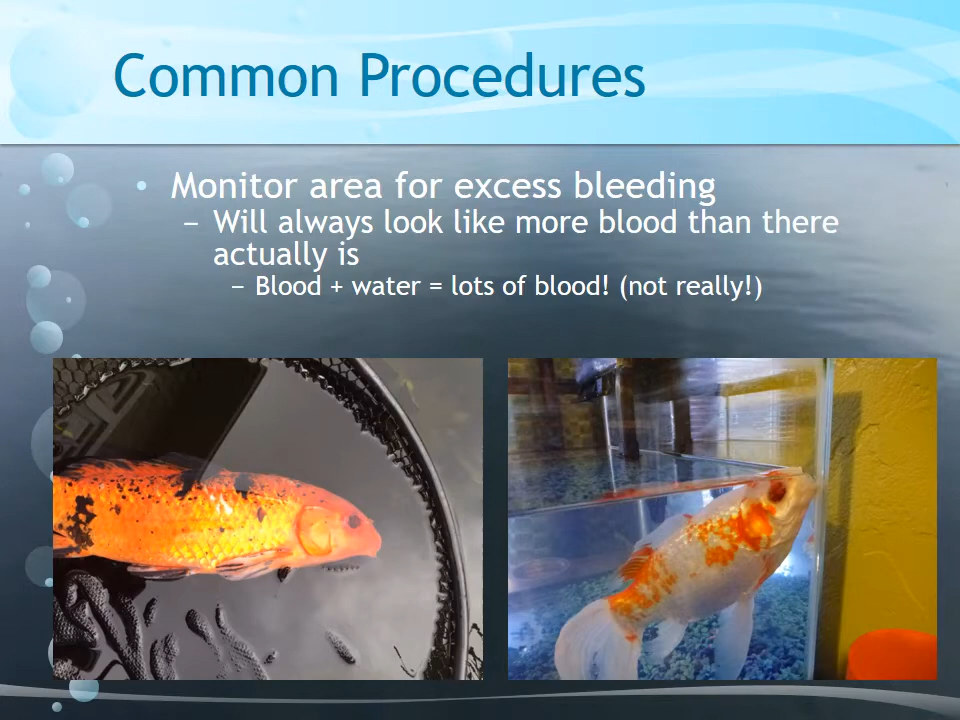 Common Procedures
• Monitor area for excess bleeding
– Will always look like more blood than there
actually is
– Blood + water = lots of blood! (not really!)